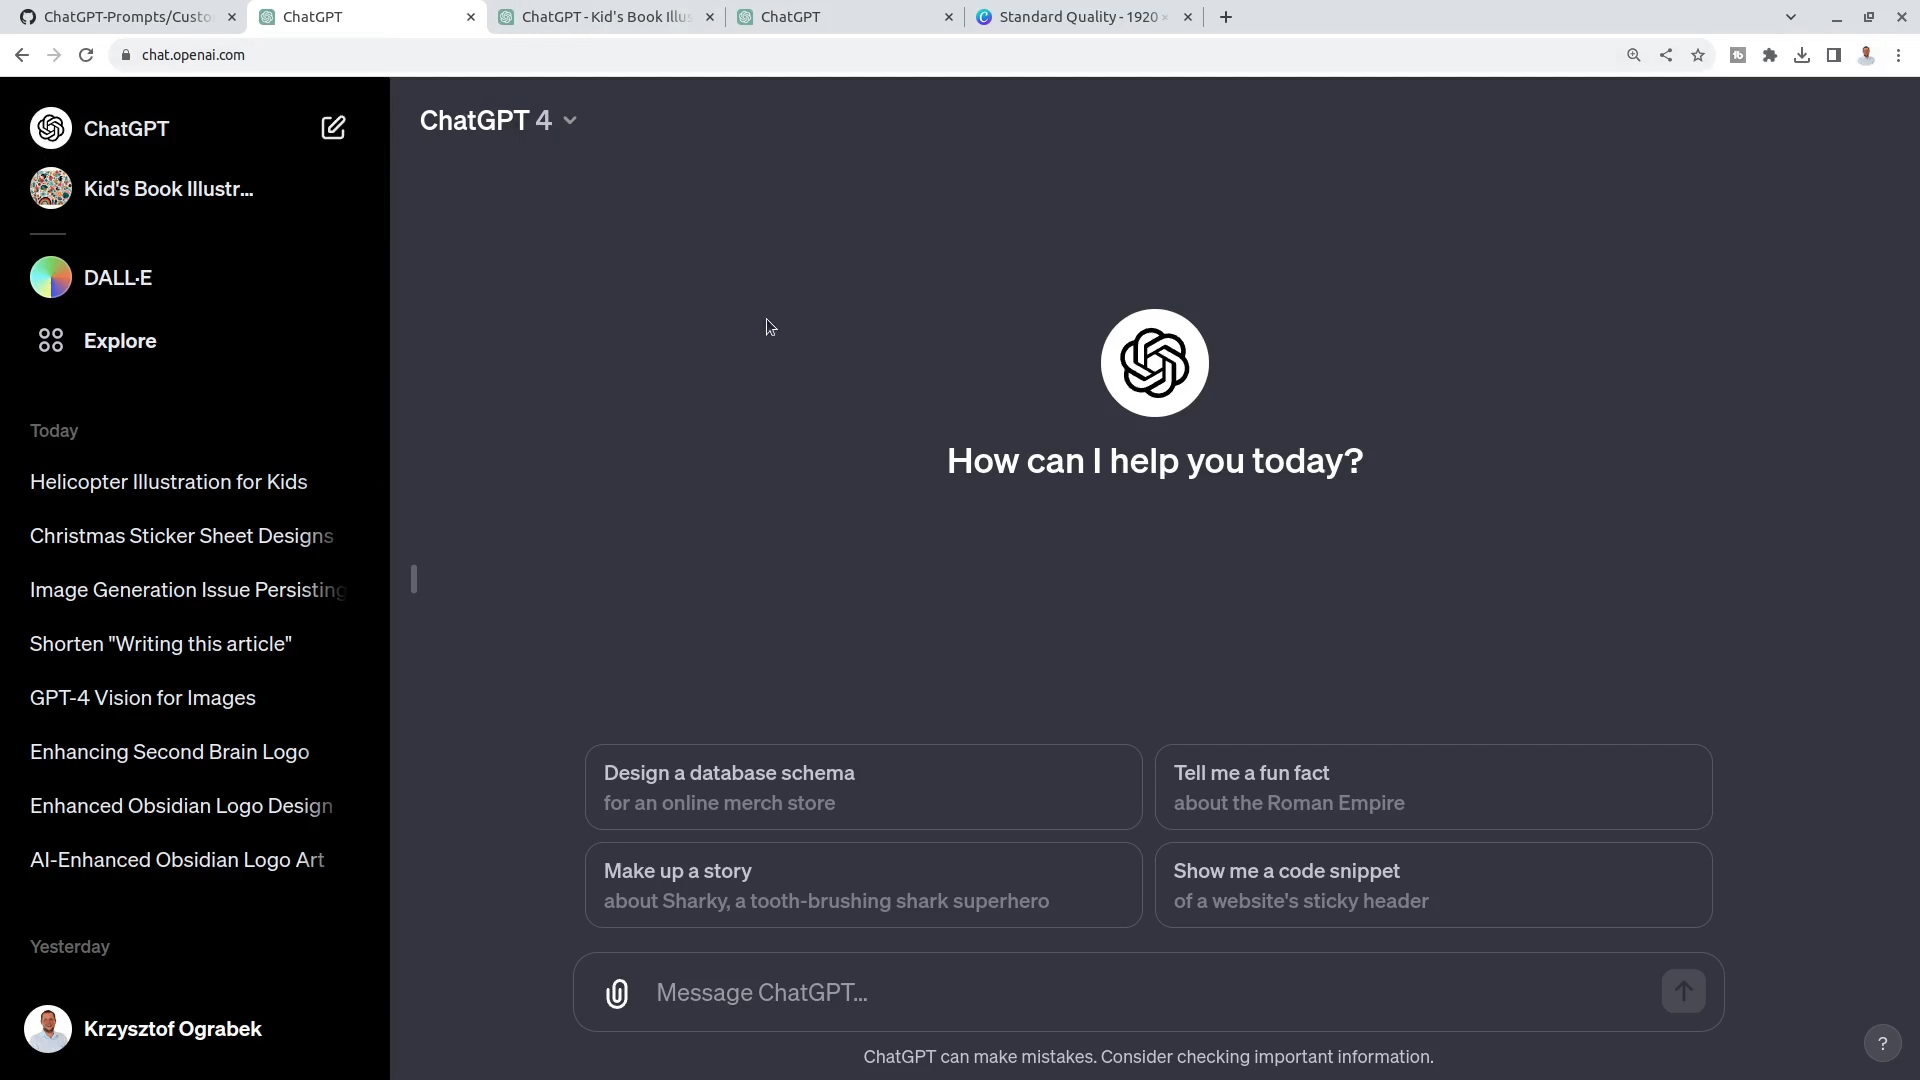 ChatGPT-Prompts/Custo
ChatGPT
ChatGPT - Kid's Book Illus
ChatGPT
Standard Quality - 1920 ×
chat.openai.com
ChatGPT
Kid's Book Illustr...
DALL·E
Explore
Today
Helicopter Illustration for Kids
Christmas Sticker Sheet Designs
Image Generation Issue Persisting
Shorten "Writing this article"
GPT-4 Vision for Images
Enhancing Second Brain Logo
Enhanced Obsidian Logo Design
AI-Enhanced Obsidian Logo Art
Yesterday
Krzysztof Ograbek
ChatGPT 4
How can I help you today?
Design a database schema
for an online merch store
Tell me a fun fact
about the Roman Empire
Make up a story
about Sharky, a tooth-brushing shark superhero
Show me a code snippet
of a website's sticky header
Message ChatGPT...
ChatGPT can make mistakes. Consider checking important information.
?